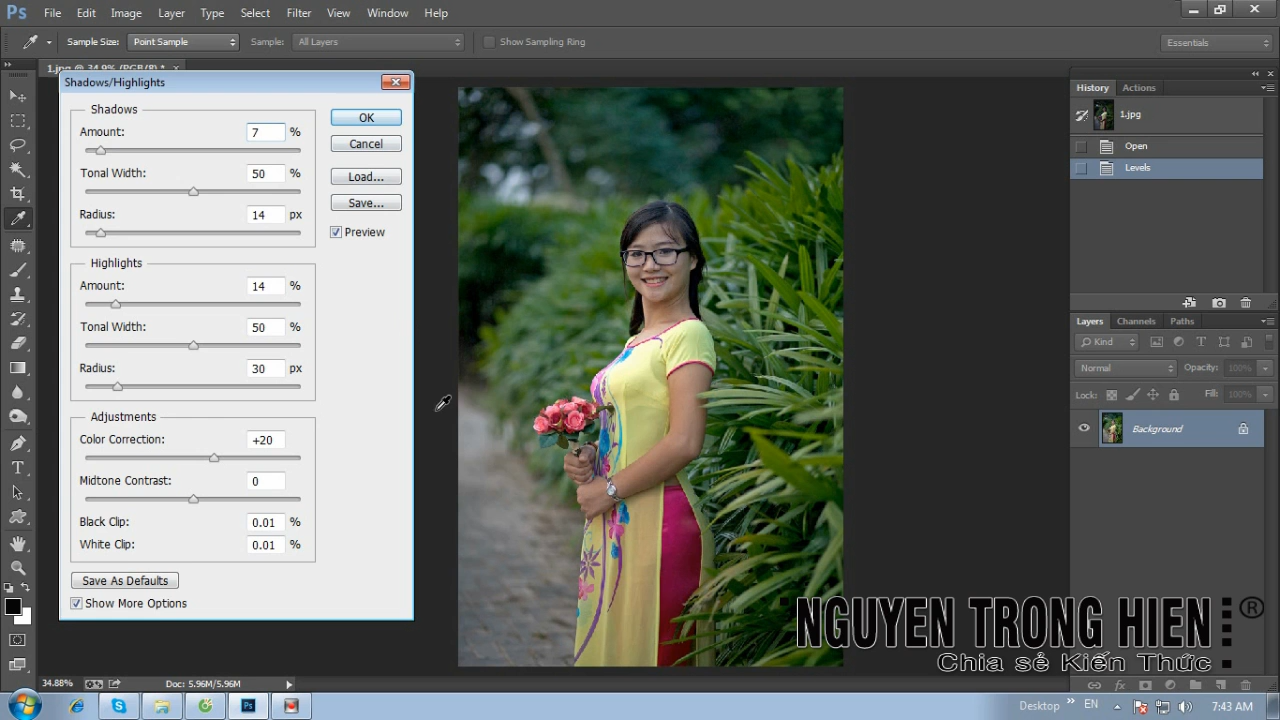 Ps File Edit Image Layer Type Select Filter View Window Help
Sample Size: Point Sample Sample: All Layers Show Sampling Ring Essentials
1.jpg @ 34.9% (RGB/8) *
Shadows/Highlights
Shadows
Amount: 7 %
Tonal Width: 50 %
Radius: 14 px
Highlights
Amount: 14 %
Tonal Width: 50 %
Radius: 30 px
Adjustments
Color Correction: +20
Midtone Contrast: 0
Black Clip: 0.01 %
White Clip: 0.01 %
Save As Defaults
Show More Options
OK
Cancel
Load...
Save...
Preview
History Actions
1.jpg
Open
Levels
Layers Channels Paths
Kind
Normal Opacity: 100%
Lock: Fill: 100%
Background
NGUYEN TRONG HIEN ®
Chia sẻ Kiến Thức
34.88% Doc: 5.96M/5.96M
Ps Desktop » EN 7:43 AM